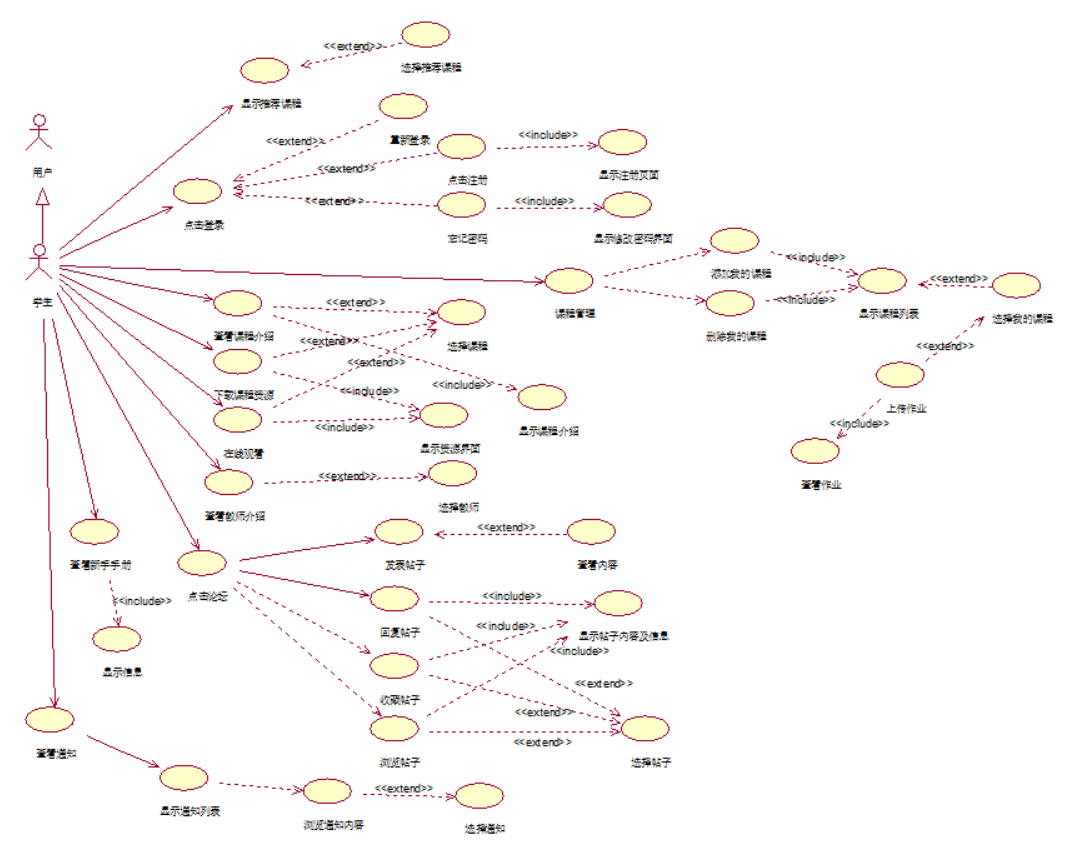 <<extend>>
选择推荐课程
显示推荐课程
重新登录
<<extend>>
<<include>>
用户
<<extend>>
点击注册
显示注册页面
<<extend>>
<<include>>
点击登录
忘记密码
显示修改密码界面
添加我的课程
<<include>>
<<extend>>
学生
查看课程介绍
<<extend>>
课程管理
删除我的课程
<<include>>
显示课程列表
选择我的课程
<<extend>>
选择课程
<<extend>>
<<extend>>
下载课程资源
<<include>>
<<include>>
上传作业
<<include>>
显示课程介绍
<<include>>
在线观看
显示资源界面
<<extend>>
查看作业
查看教师介绍
选择教师
<<extend>>
查看新手手册
发表帖子
查看内容
点击论坛
<<include>>
<<include>>
回复帖子
<<include>>
显示帖子内容及信息
<<include>>
显示信息
<<extend>>
收藏帖子
<<extend>>
<<extend>>
查看通知
浏览帖子
选择帖子
<<extend>>
显示通知列表
浏览通知内容
选择通知